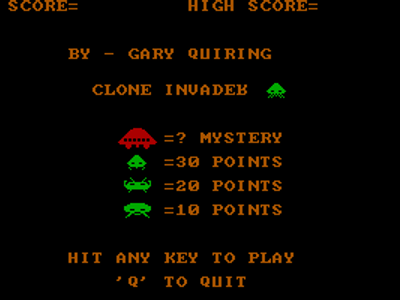 SCORE= HIGH SCORE=
BY - GARY QUIRING
CLONE INVADER
=? MYSTERY
=30 POINTS
=20 POINTS
=10 POINTS
HIT ANY KEY TO PLAY
'Q' TO QUIT